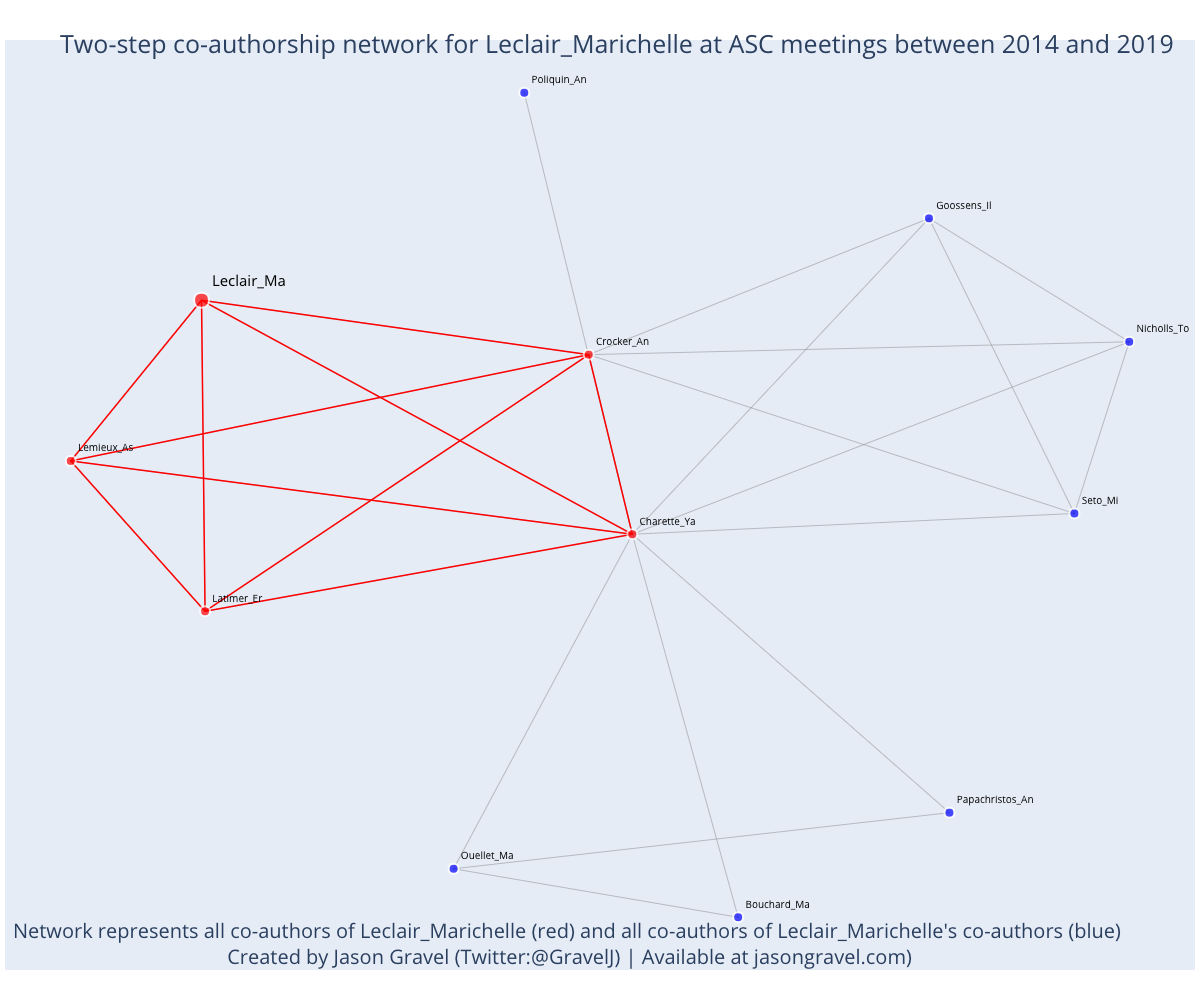 Two-step co-authorship network for Leclair_Marichelle at ASC meetings between 2014 and 2019
Poliquin_An
Goossens_Il
Leclair_Ma
Nicholls_To
Crocker_An
Lemieux_As
Seto_Mi
Charette_Ya
Latimer_Er
Papachristos_An
Ouellet_Ma
Bouchard_Ma
Network represents all co-authors of Leclair_Marichelle (red) and all co-authors of Leclair_Marichelle's co-authors (blue)
Created by Jason Gravel (Twitter:@GravelJ) | Available at jasongravel.com)